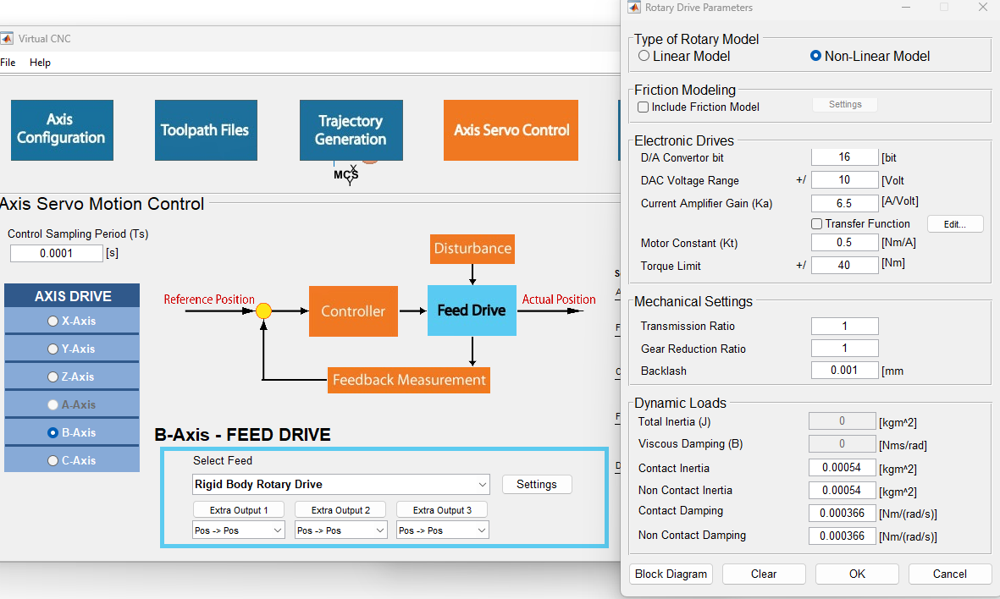 Virtual CNC
File Help
Axis Configuration
Toolpath Files
Trajectory Generation
Axis Servo Control
MCS
X
Y
Axis Servo Motion Control
Control Sampling Period (Ts)
0.0001 [s]
AXIS DRIVE
X-Axis
Y-Axis
Z-Axis
A-Axis
B-Axis
C-Axis
Disturbance
Reference Position
Controller
Feed Drive
Actual Position
Feedback Measurement
B-Axis - FEED DRIVE
Select Feed
Rigid Body Rotary Drive Settings
Extra Output 1 Extra Output 2 Extra Output 3
Pos -> Pos Pos -> Pos Pos -> Pos
Rotary Drive Parameters
Type of Rotary Model
Linear Model Non-Linear Model
Friction Modeling
Include Friction Model Settings
Electronic Drives
D/A Convertor bit 16 [bit
DAC Voltage Range +/ 10 [Volt
Current Amplifier Gain (Ka) 6.5 [A/Volt]
Transfer Function Edit...
Motor Constant (Kt) 0.5 [Nm/A]
Torque Limit +/ 40 [Nm]
Mechanical Settings
Transmission Ratio 1
Gear Reduction Ratio 1
Backlash 0.001 [mm
Dynamic Loads
Total Inertia (J) 0 [kgm^2]
Viscous Damping (B) 0 [Nms/rad]
Contact Inertia 0.00054 [kgm^2]
Non Contact Inertia 0.00054 [kgm^2]
Contact Damping 0.000366 [Nm/(rad/s)]
Non Contact Damping 0.000366 [Nm/(rad/s)]
Block Diagram Clear OK Cancel